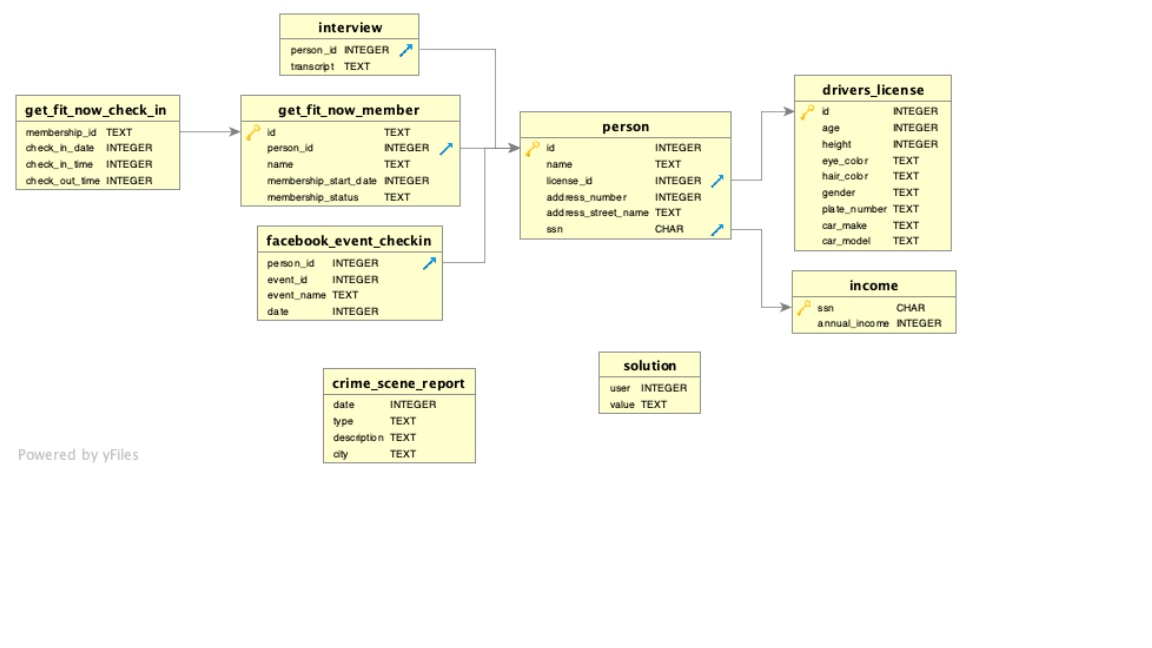 interview
person_id INTEGER
transcript TEXT
get_fit_now_check_in
membership_id TEXT
check_in_date INTEGER
check_in_time INTEGER
check_out_time INTEGER
get_fit_now_member
id TEXT
person_id INTEGER
name TEXT
membership_start_date INTEGER
membership_status TEXT
facebook_event_checkin
person_id INTEGER
event_id INTEGER
event_name TEXT
date INTEGER
person
id INTEGER
name TEXT
license_id INTEGER
address_number INTEGER
address_street_name TEXT
ssn CHAR
drivers_license
id INTEGER
age INTEGER
height INTEGER
eye_color TEXT
hair_color TEXT
gender TEXT
plate_number TEXT
car_make TEXT
car_model TEXT
income
ssn CHAR
annual_income INTEGER
crime_scene_report
date INTEGER
type TEXT
description TEXT
city TEXT
solution
user INTEGER
value TEXT
Powered by yFiles